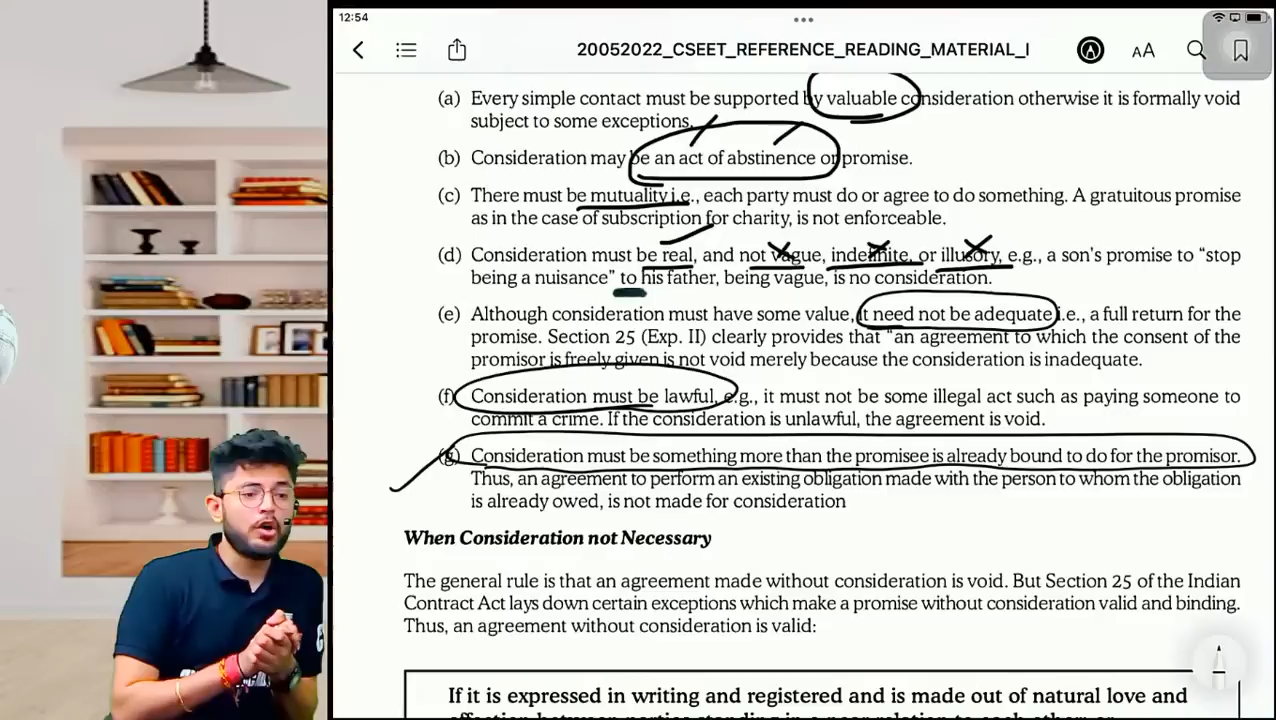 12:54
20052022_CSEET_REFERENCE_READING_MATERIAL_I
AA
(a) Every simple contact must be supported by valuable consideration otherwise it is formally void
subject to some exceptions.
(b) Consideration may be an act of abstinence or promise.
(c) There must be mutuality i.e., each party must do or agree to do something. A gratuitous promise
as in the case of subscription for charity, is not enforceable.
(d) Consideration must be real, and not vague, indefinite, or illusory, e.g., a son’s promise to “stop
being a nuisance” to his father, being vague, is no consideration.
(e) Although consideration must have some value, it need not be adequate i.e., a full return for the
promise. Section 25 (Exp. II) clearly provides that “an agreement to which the consent of the
promisor is freely given is not void merely because the consideration is inadequate.
(f) Consideration must be lawful, e.g., it must not be some illegal act such as paying someone to
commit a crime. If the consideration is unlawful, the agreement is void.
(g) Consideration must be something more than the promisee is already bound to do for the promisor.
Thus, an agreement to perform an existing obligation made with the person to whom the obligation
is already owed, is not made for consideration
When Consideration not Necessary
The general rule is that an agreement made without consideration is void. But Section 25 of the Indian
Contract Act lays down certain exceptions which make a promise without consideration valid and binding.
Thus, an agreement without consideration is valid:
If it is expressed in writing and registered and is made out of natural love and
affection between parties standing in a near relation to each other or